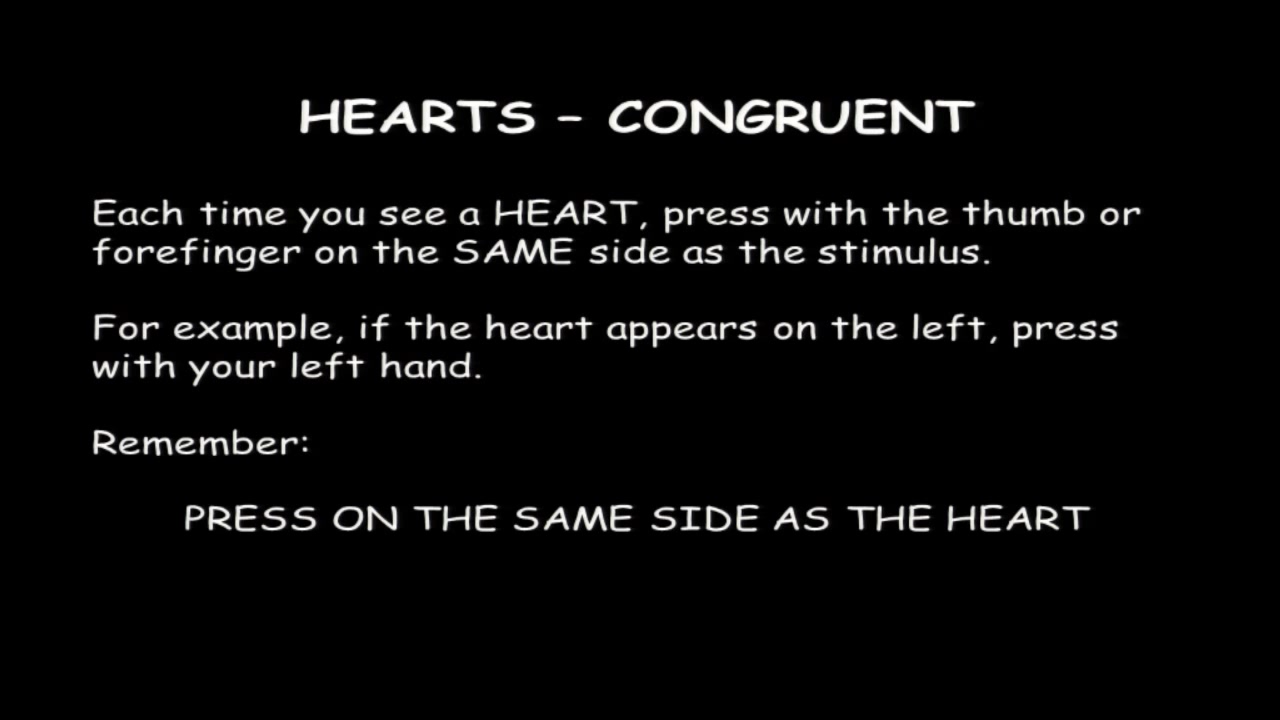 HEARTS – CONGRUENT
Each time you see a HEART, press with the thumb or
forefinger on the SAME side as the stimulus.
For example, if the heart appears on the left, press
with your left hand.
Remember:
PRESS ON THE SAME SIDE AS THE HEART